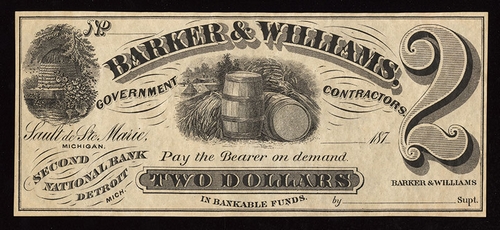 No
BARKER & WILLIAMS,
GOVERNMENT CONTRACTORS
2
Sault de Ste. Marie,
MICHIGAN.
187
Pay the Bearer on demand.
SECOND
NATIONAL BANK
DETROIT
MICH.
TWO DOLLARS
IN BANKABLE FUNDS.
BARKER & WILLIAMS
by Supt.